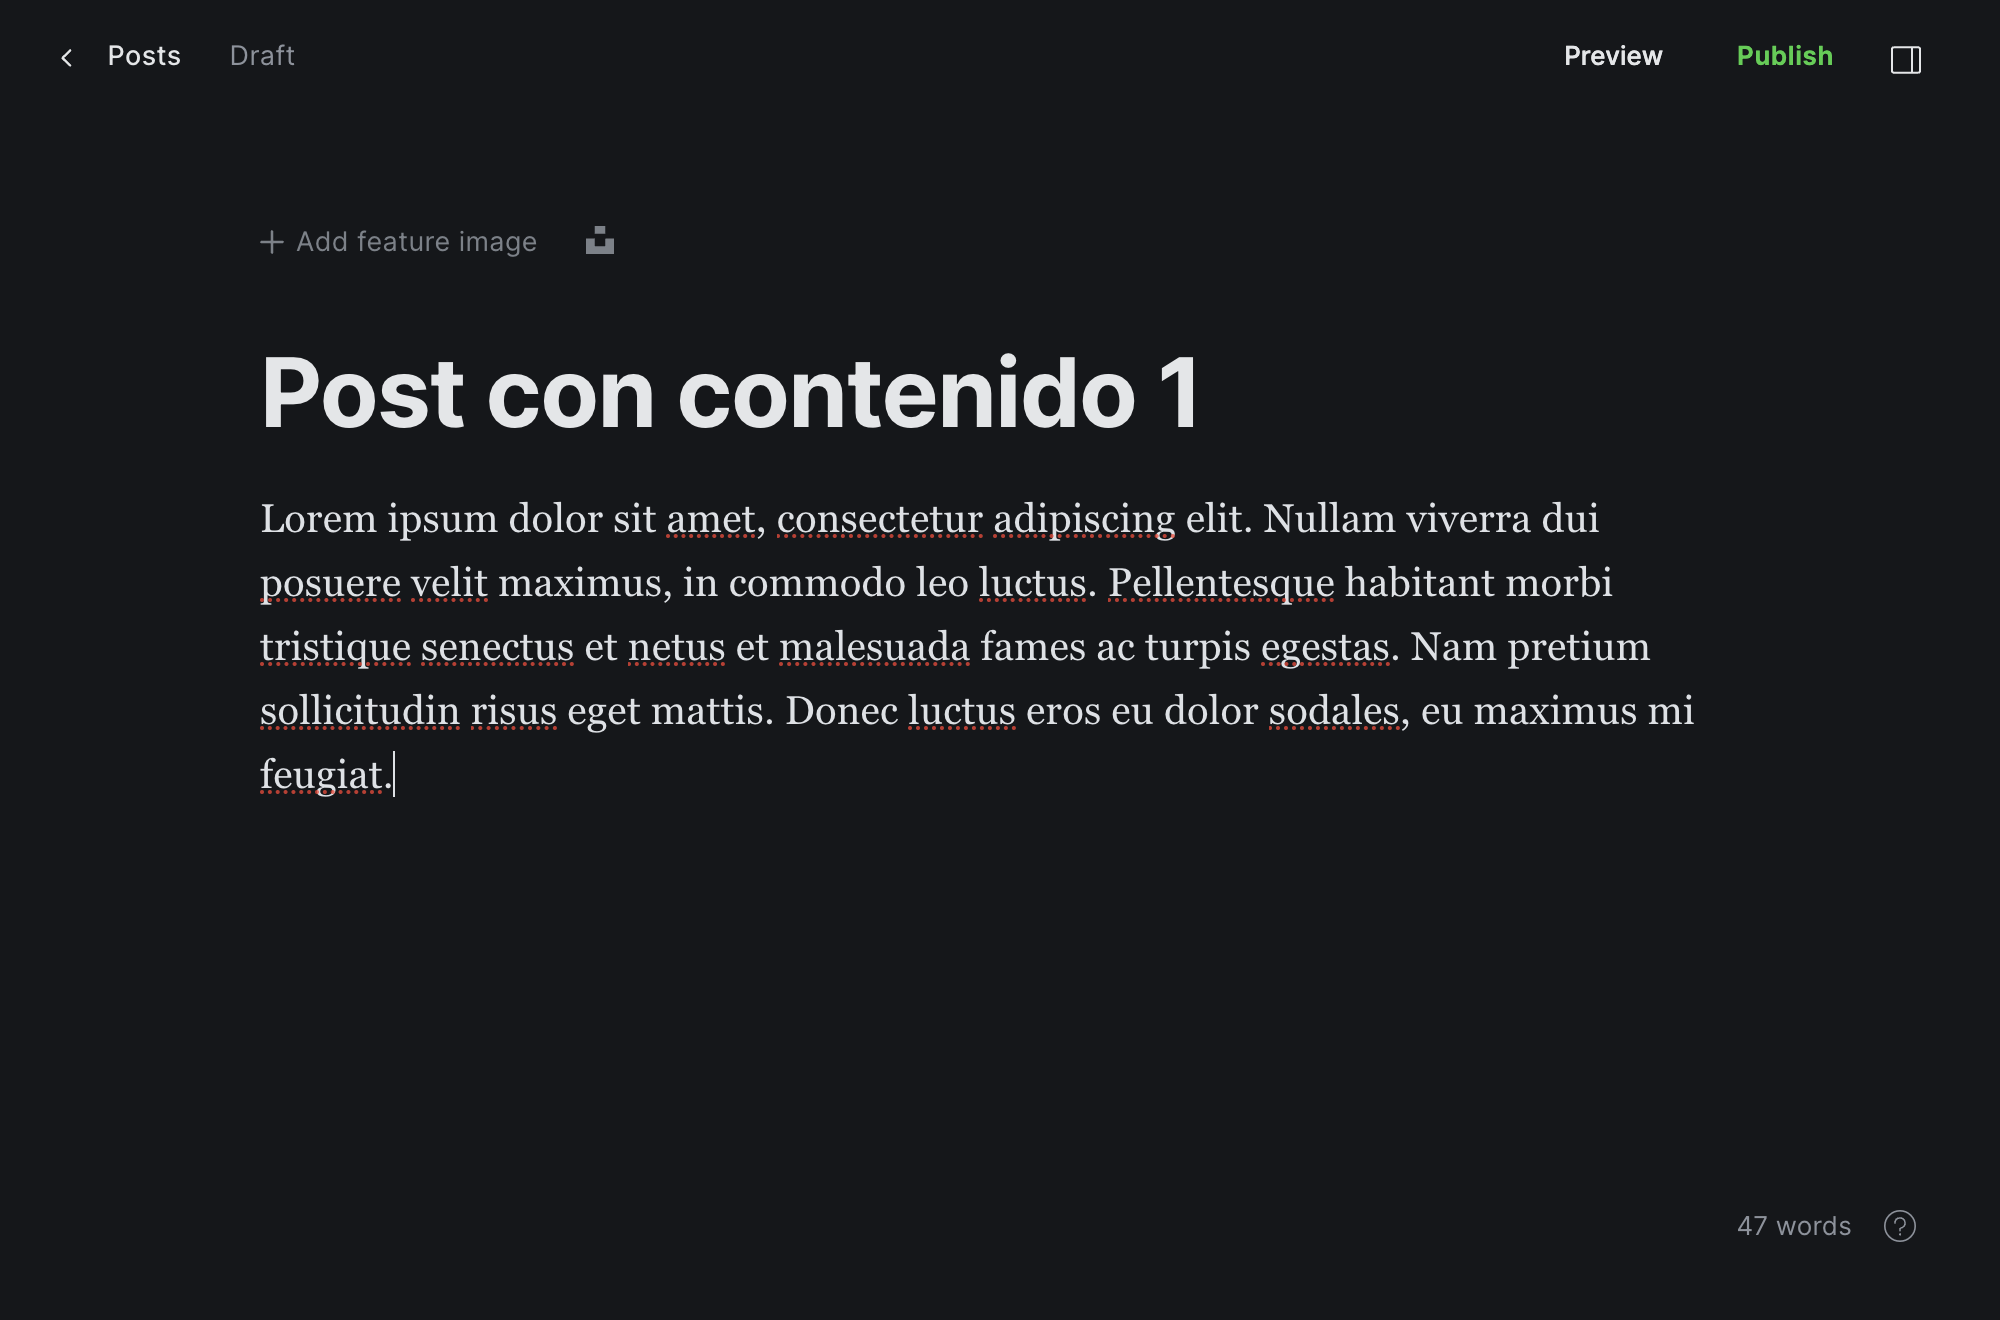 Posts Draft Preview Publish
Add feature image
Post con contenido 1
Lorem ipsum dolor sit amet, consectetur adipiscing elit. Nullam viverra dui
posuere velit maximus, in commodo leo luctus. Pellentesque habitant morbi
tristique senectus et netus et malesuada fames ac turpis egestas. Nam pretium
sollicitudin risus eget mattis. Donec luctus eros eu dolor sodales, eu maximus mi
feugiat.
47 words ?